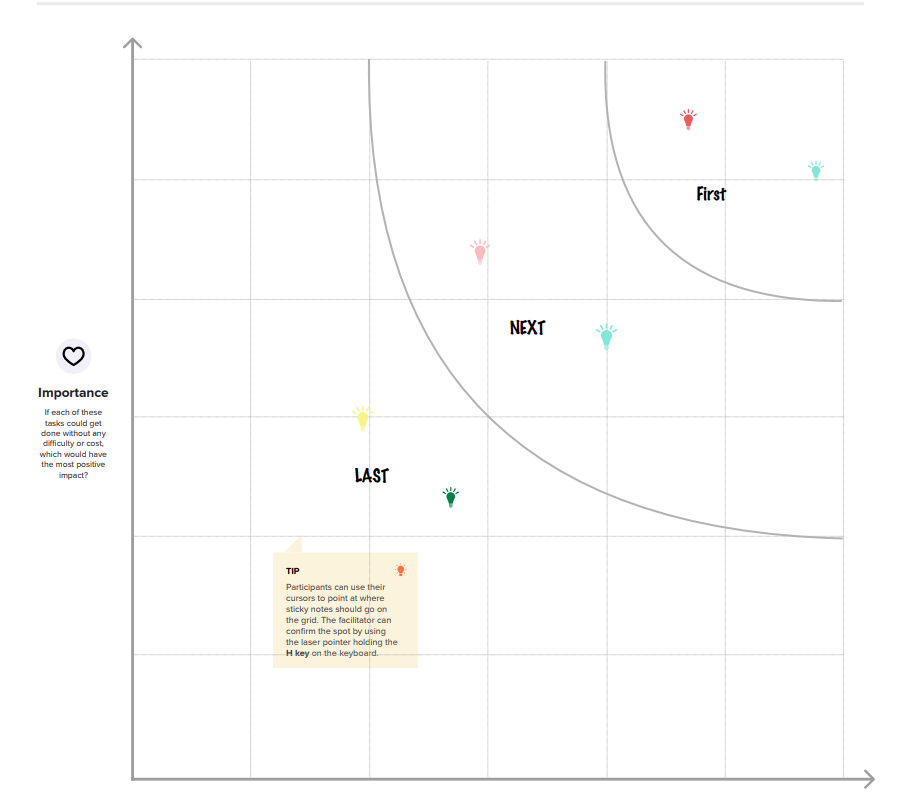 First
NEXT
Importance
If each of these
tasks could get
done without any
difficulty or cost,
which would have
the most positive
impact?
LAST
TIP
Participants can use their
cursors to point at where
sticky notes should go on
the grid. The facilitator can
confirm the spot by using
the laser pointer holding the
H key on the keyboard.